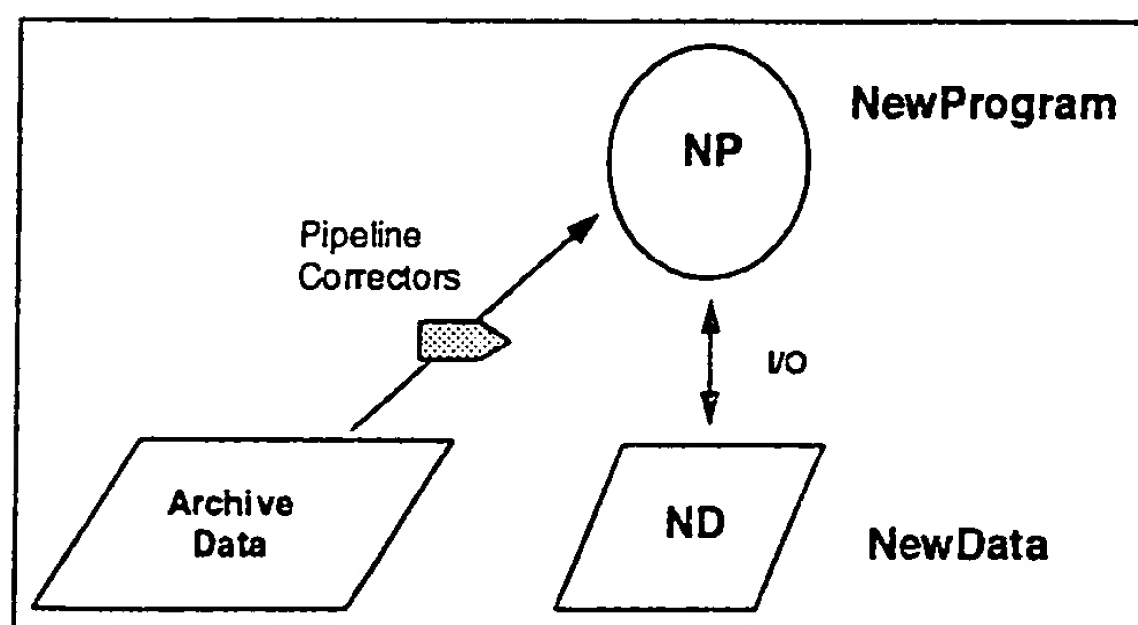 NP
NewProgram
Pipeline
Correctors
I/O
Archive
Data
ND
NewData